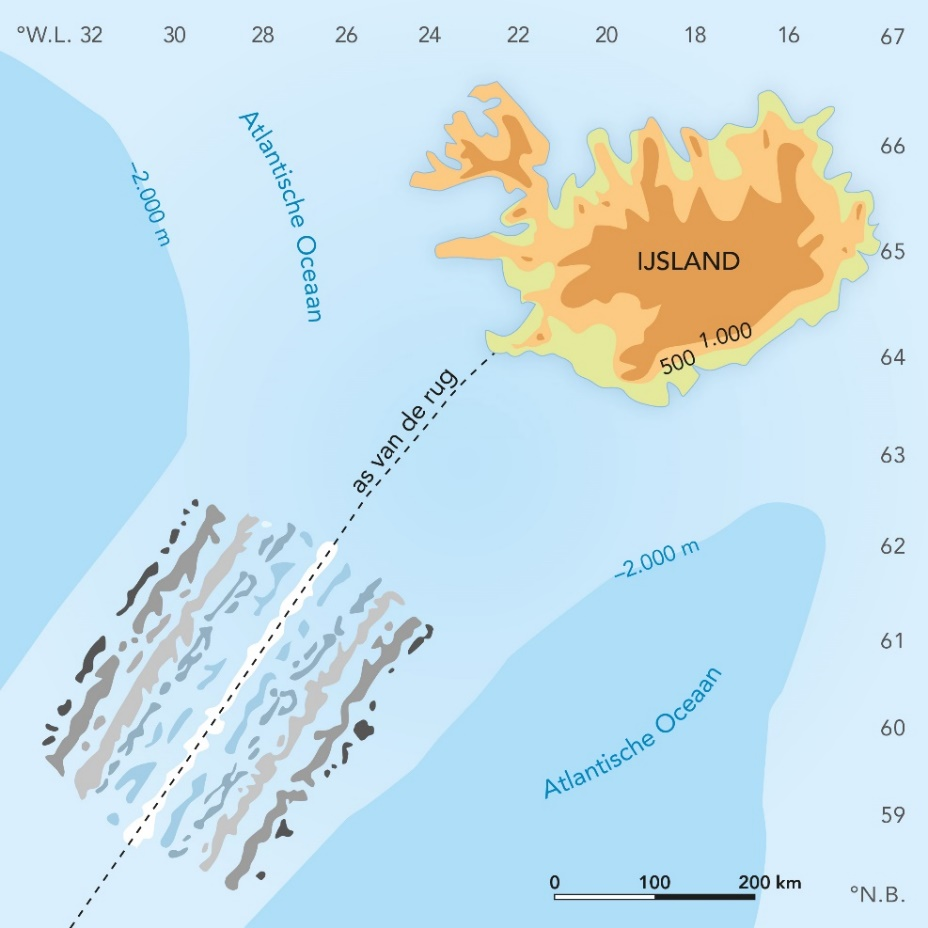 °W.L. 32 30 28 26 24 22 20 18 16 67
66
65
64
63
62
61
60
59
°N.B.
Atlantische Oceaan
–2.000 m
IJSLAND
1.000
500
as van de rug
–2.000 m
Atlantische Oceaan
0 100 200 km